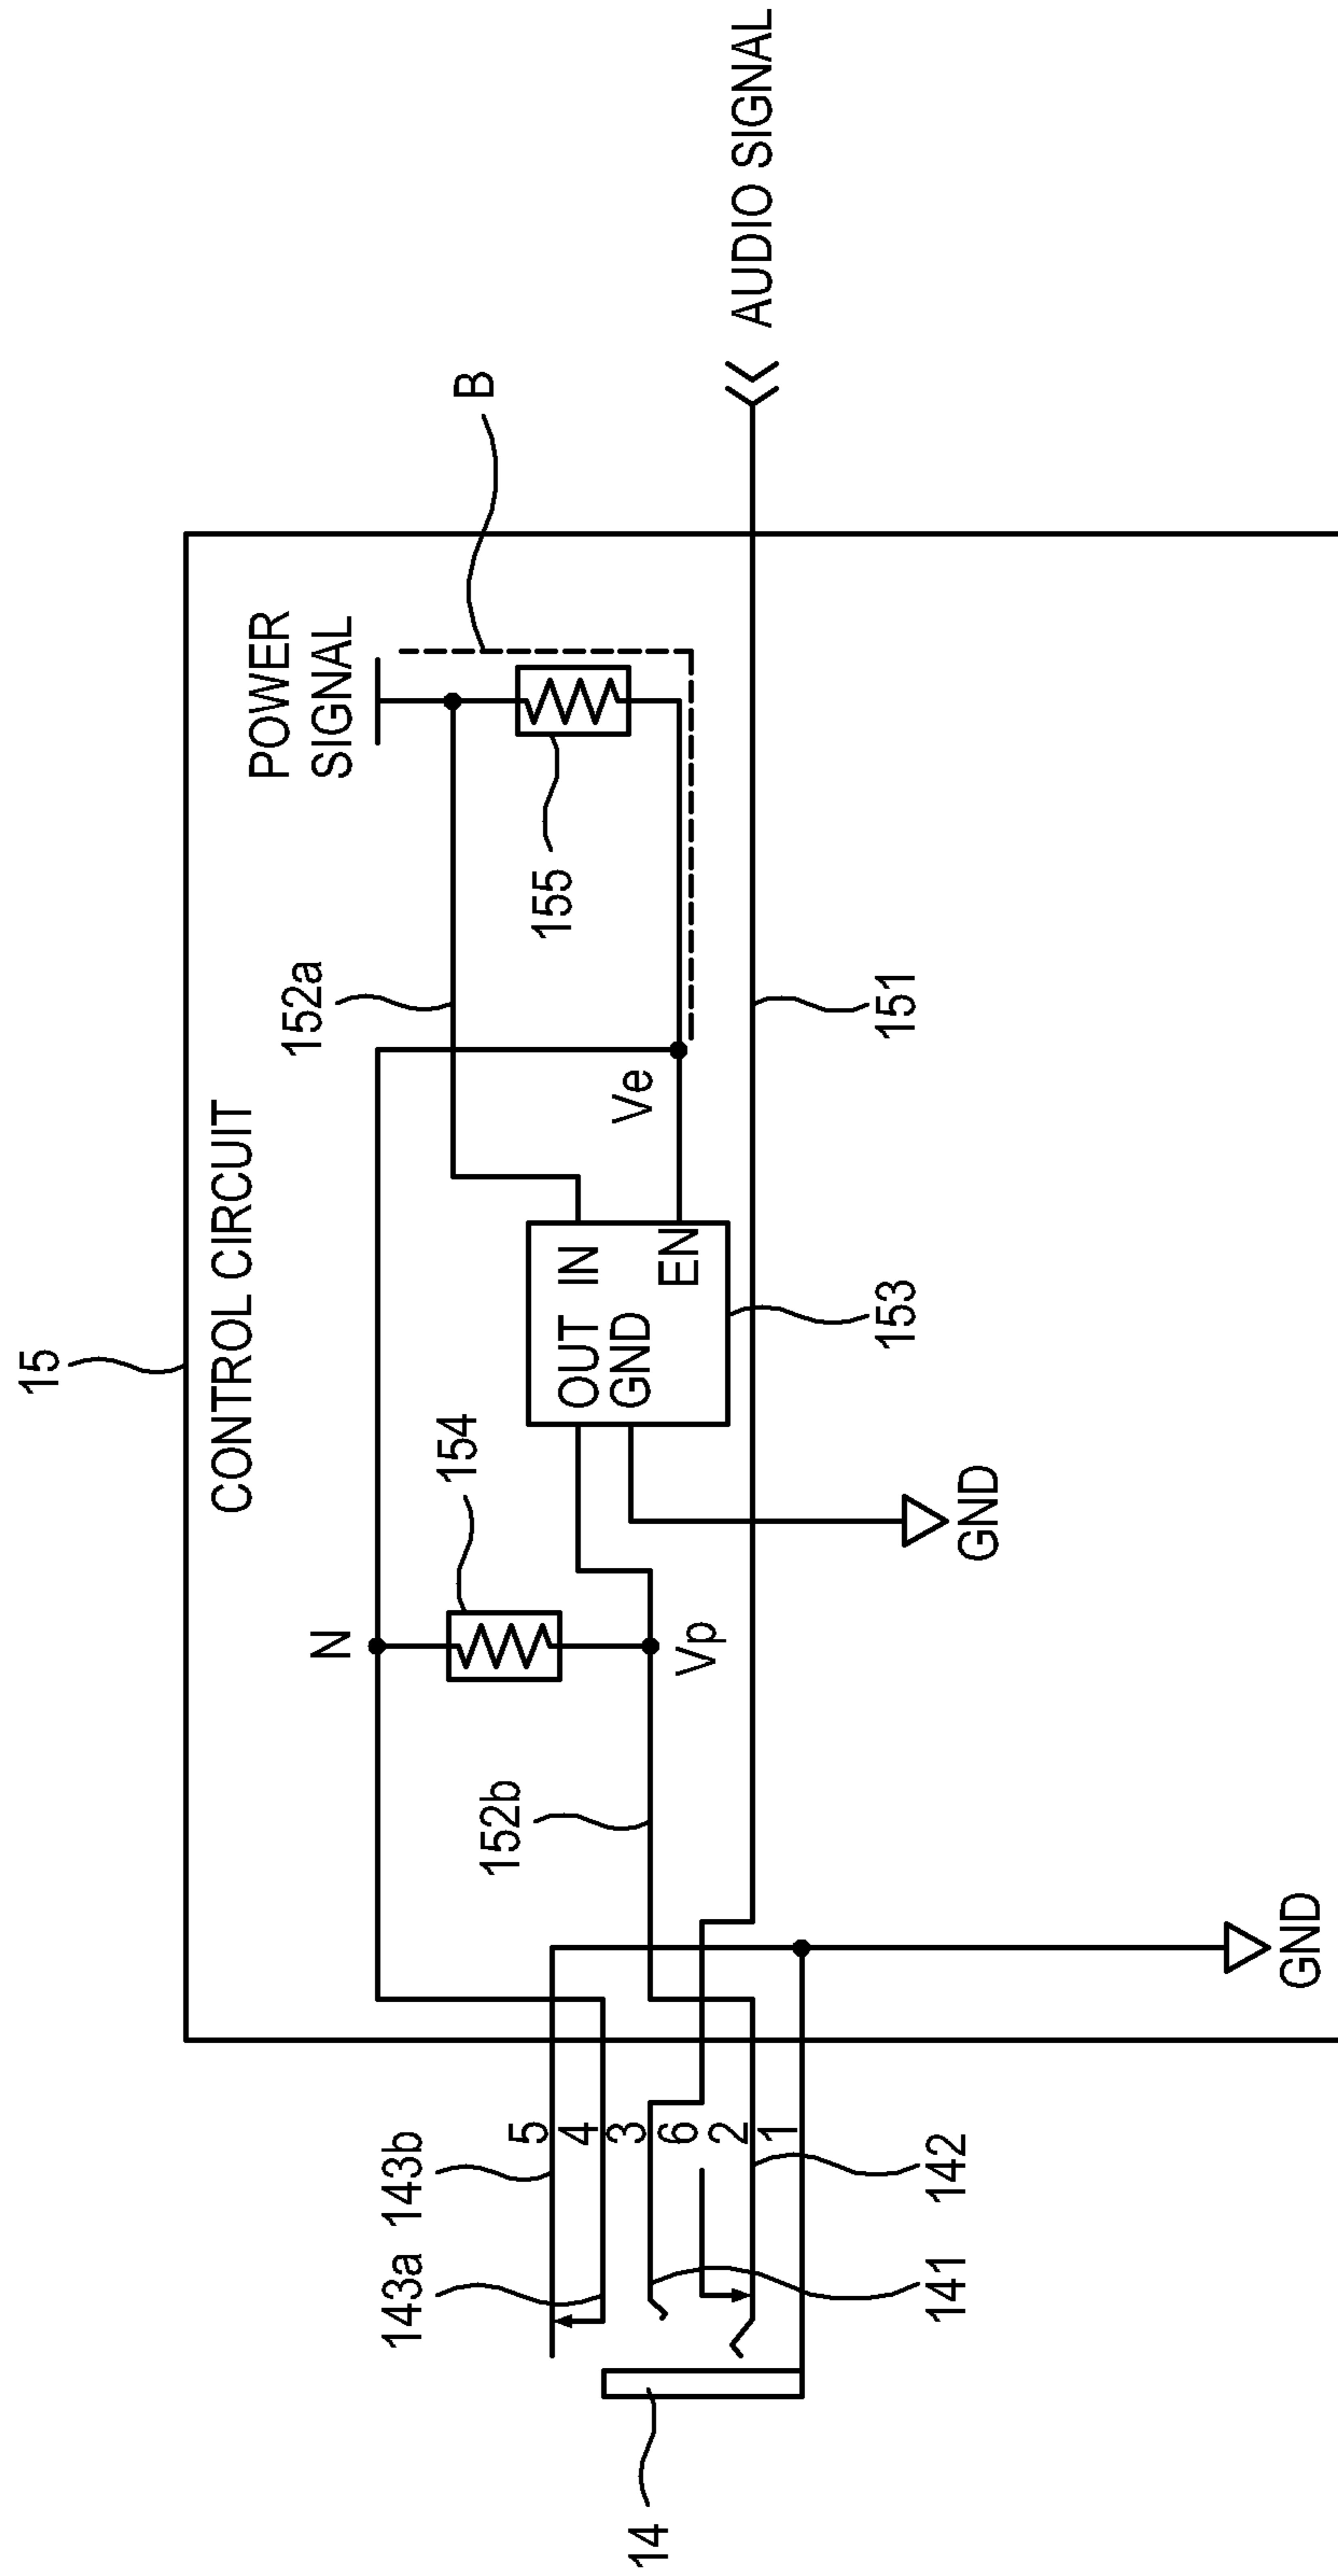 15
CONTROL CIRCUIT
POWER
SIGNAL
B
AUDIO SIGNAL
N
154
152a
155
Ve
OUT IN
GND
EN
153
Vp
152b
151
GND
143b
143a
5
4
3
6
2
1
142
141
14
GND